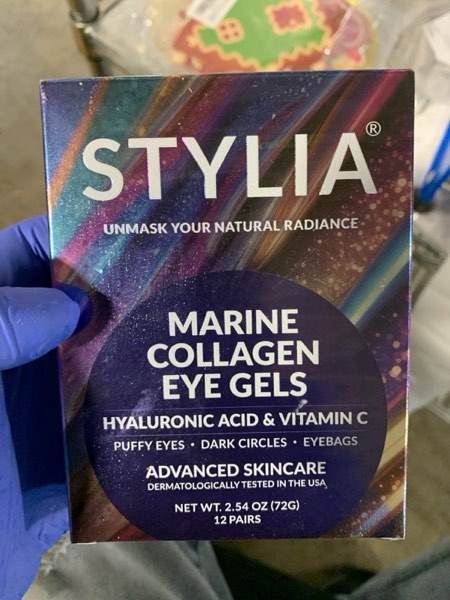 STYLIA®
UNMASK YOUR NATURAL RADIANCE
MARINE
COLLAGEN
EYE GELS
HYALURONIC ACID & VITAMIN C
PUFFY EYES • DARK CIRCLES • EYEBAGS
ADVANCED SKINCARE
DERMATOLOGICALLY TESTED IN THE USA
NET WT. 2.54 OZ (72G)
12 PAIRS